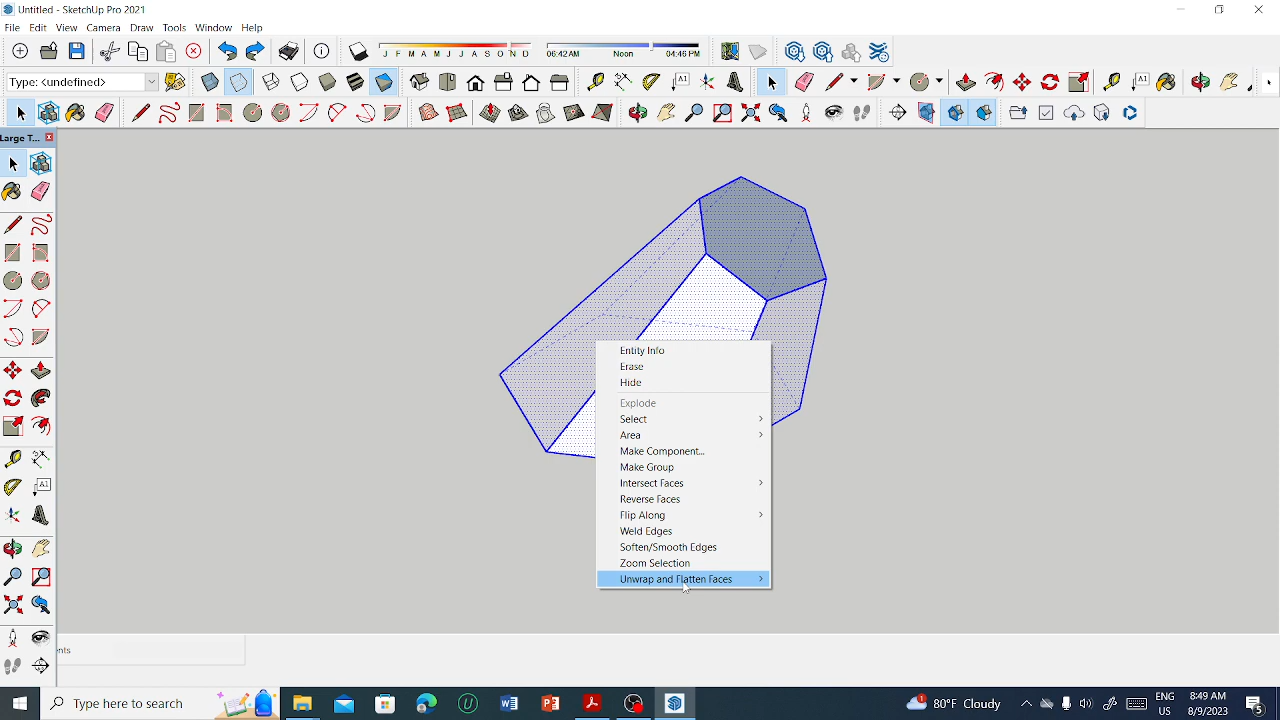 Untitled - SketchUp Pro 2021
File Edit View Camera Draw Tools Window Help
J F M A M J J A S O N D 06:42 AM Noon 04:46 PM
Type: <undefined>
Large T...
Entity Info
Erase
Hide
Explode
Select
Area
Make Component...
Make Group
Intersect Faces
Reverse Faces
Flip Along
Weld Edges
Soften/Smooth Edges
Zoom Selection
Unwrap and Flatten Faces
nts
Type here to search
80°F Cloudy
ENG
US
8:49 AM
8/9/2023